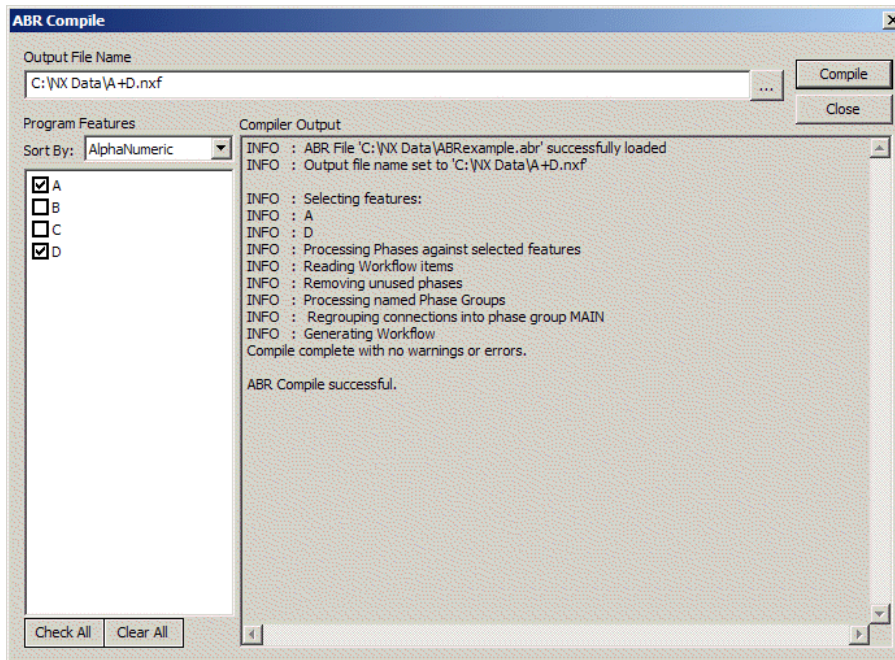 ABR Compile
Output File Name
C:\NX Data\A+D.nxf
...
Compile
Close
Program Features
Sort By: AlphaNumeric
A
B
C
D
Check All
Clear All
Compiler Output
INFO : ABR File 'C:\NX Data\ABRexample.abr' successfully loaded
INFO : Output file name set to 'C:\NX Data\A+D.nxf'
INFO : Selecting features:
INFO : A
INFO : D
INFO : Processing Phases against selected features
INFO : Reading Workflow items
INFO : Removing unused phases
INFO : Processing named Phase Groups
INFO : Regrouping connections into phase group MAIN
INFO : Generating Workflow
Compile complete with no warnings or errors.
ABR Compile successful.